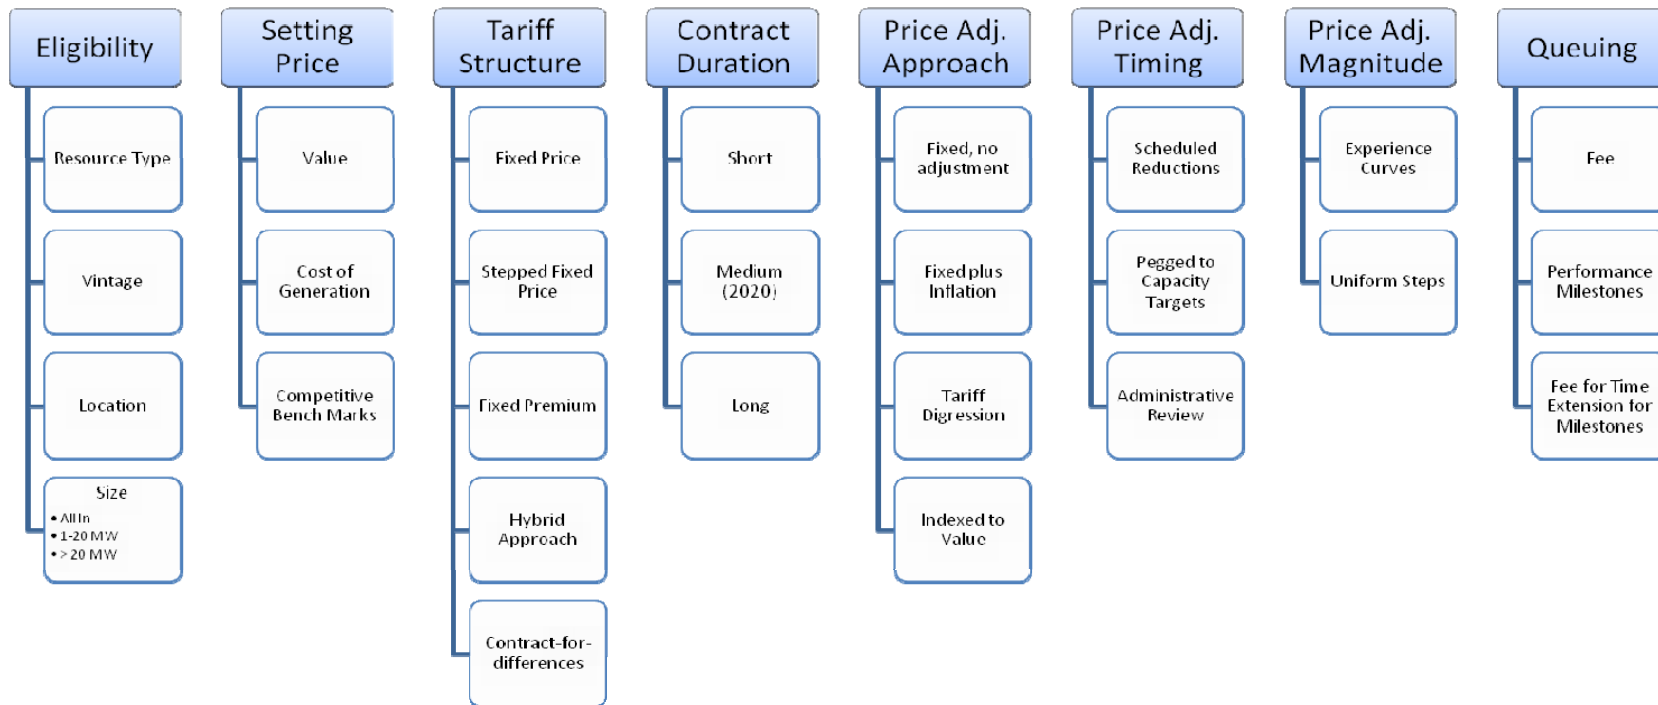 Eligibility
Resource Type
Vintage
Location
Size
• All In
• 1-20 MW
• > 20 MW
Setting
Price
Value
Cost of
Generation
Competitive
Bench Marks
Tariff
Structure
Fixed Price
Stepped Fixed
Price
Fixed Premium
Hybrid
Approach
Contract-for-
differences
Contract
Duration
Short
Medium
(2020)
Long
Price Adj.
Approach
Fixed, no
adjustment
Fixed plus
Inflation
Tariff
Digression
Indexed to
Value
Price Adj.
Timing
Scheduled
Reductions
Pegged to
Capacity
Targets
Administrative
Review
Price Adj.
Magnitude
Experience
Curves
Uniform Steps
Queuing
Fee
Performance
Milestones
Fee for Time
Extension for
Milestones